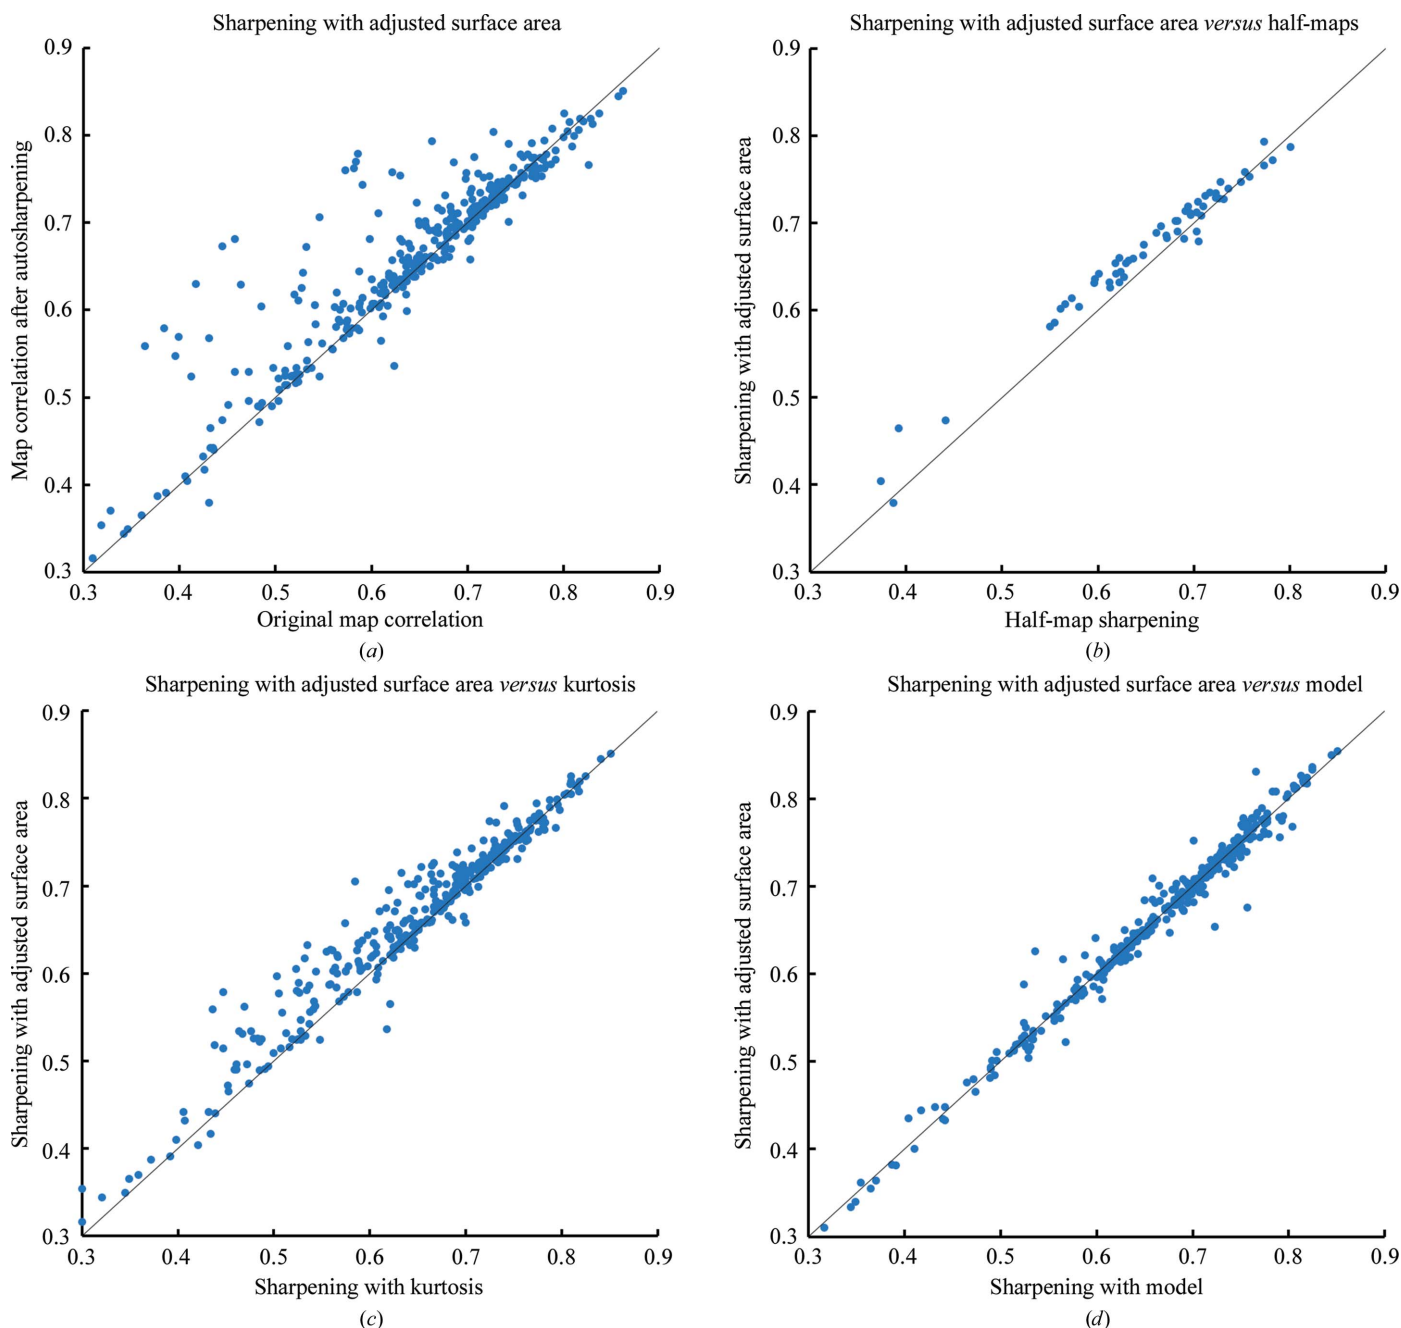 Sharpening with adjusted surface area
0.9
0.8
0.7
0.6
0.5
0.4
0.3
Map correlation after autosharpening
0.3 0.4 0.5 0.6 0.7 0.8 0.9
Original map correlation
(a)
Sharpening with adjusted surface area versus half-maps
0.9
0.8
0.7
0.6
0.5
0.4
0.3
Sharpening with adjusted surface area
0.3 0.4 0.5 0.6 0.7 0.8 0.9
Half-map sharpening
(b)
Sharpening with adjusted surface area versus kurtosis
0.9
0.8
0.7
0.6
0.5
0.4
0.3
Sharpening with adjusted surface area
0.3 0.4 0.5 0.6 0.7 0.8 0.9
Sharpening with kurtosis
(c)
Sharpening with adjusted surface area versus model
0.9
0.8
0.7
0.6
0.5
0.4
0.3
Sharpening with adjusted surface area
0.3 0.4 0.5 0.6 0.7 0.8 0.9
Sharpening with model
(d)